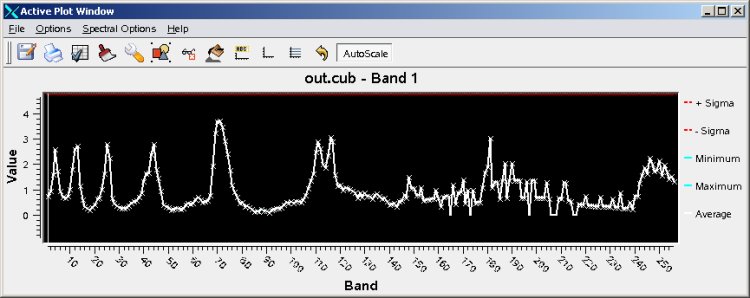 Active Plot Window
File Options Spectral Options Help
ABC AutoScale
out.cub - Band 1
Value
4
3
2
1
0
10 20 30 40 50 60 70 80 90 100 110 120 130 140 150 160 170 180 190 200 210 220 230 240 250
Band
+ Sigma
- Sigma
Minimum
Maximum
Average